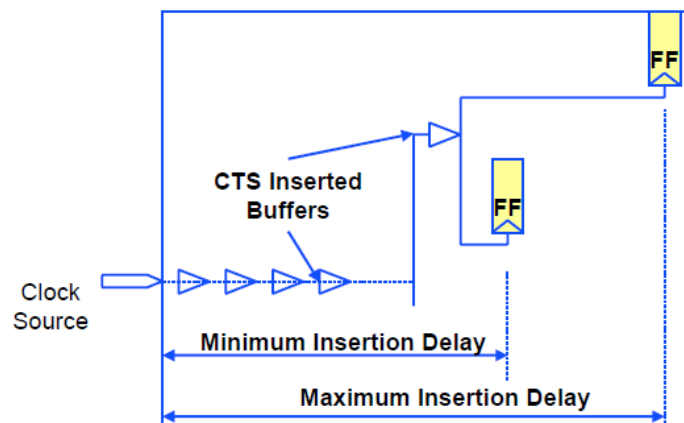 FF
CTS Inserted
Buffers
FF
Clock
Source
Minimum Insertion Delay
Maximum Insertion Delay